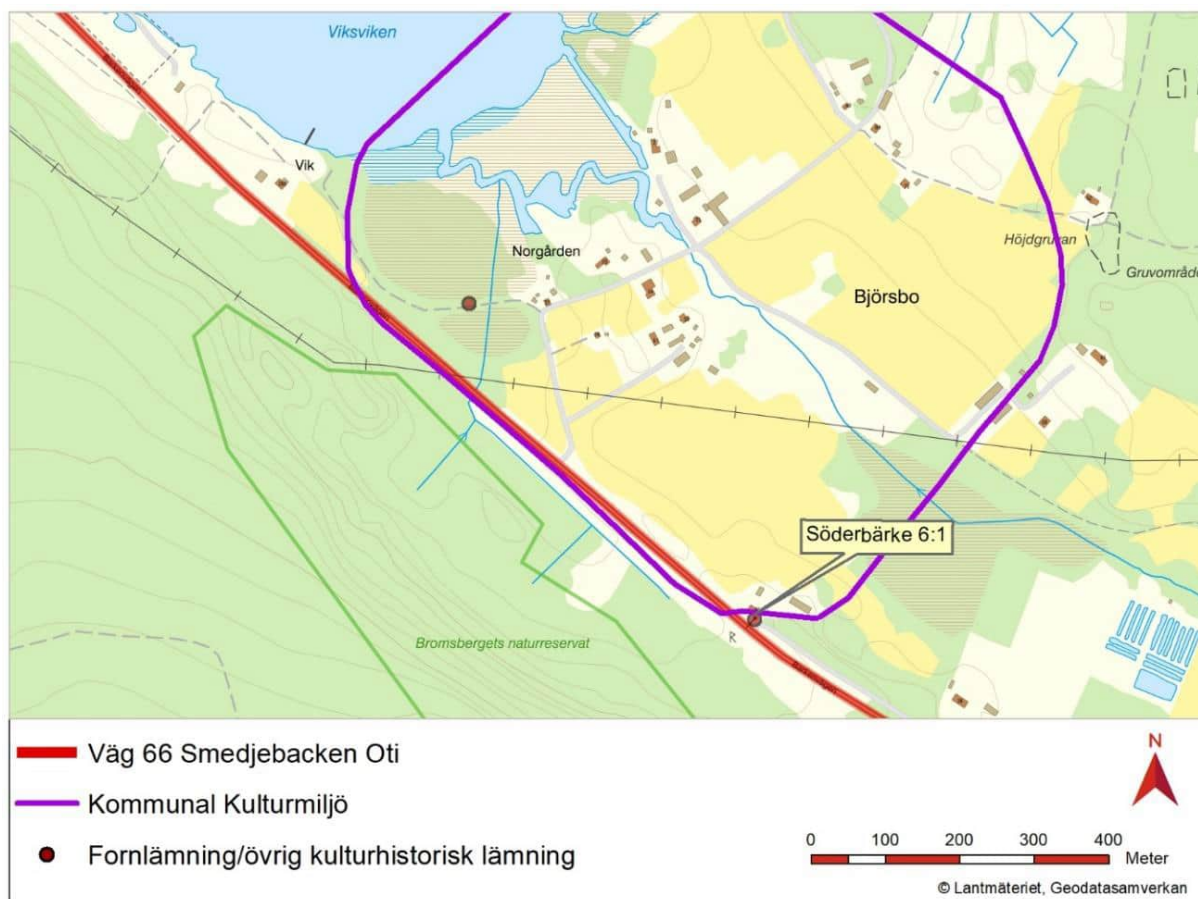 Viksviken
Vik
Norgården
Höjdgruvan
Gruvområde
Björsbo
Söderbärke 6:1
R
Bromsbergets naturreservat
Väg 66 Smedjebacken Oti
Kommunal Kulturmiljö
Fornlämning/övrig kulturhistorisk lämning
N
0 100 200 300 400
Meter
© Lantmäteriet, Geodatasamverkan